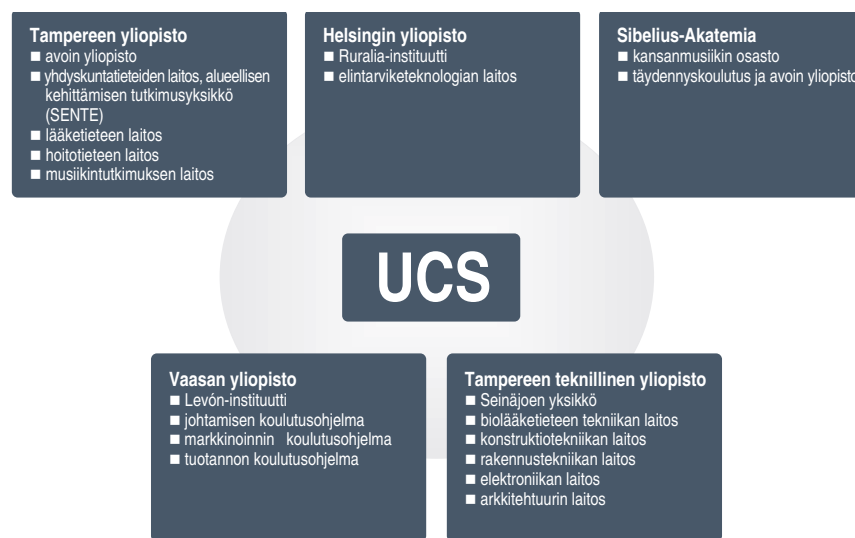 Tampereen yliopisto
■ avoin yliopisto
■ yhdyskuntatieteiden laitos, alueellisen
kehittämisen tutkimusyksikkö
(SENTE)
■ lääketieteen laitos
■ hoitotieteen laitos
■ musiikintutkimuksen laitos
Helsingin yliopisto
■ Ruralia-instituutti
■ elintarviketeknologian laitos
Sibelius-Akatemia
■ kansanmusiikin osasto
■ täydennyskoulutus ja avoin yliopisto
UCS
Vaasan yliopisto
■ Levón-instituutti
■ johtamisen koulutusohjelma
■ markkinoinnin koulutusohjelma
■ tuotannon koulutusohjelma
Tampereen teknillinen yliopisto
■ Seinäjoen yksikkö
■ biolääketieteen tekniikan laitos
■ konstruktiotekniikan laitos
■ rakennustekniikan laitos
■ elektroniikan laitos
■ arkkitehtuurin laitos